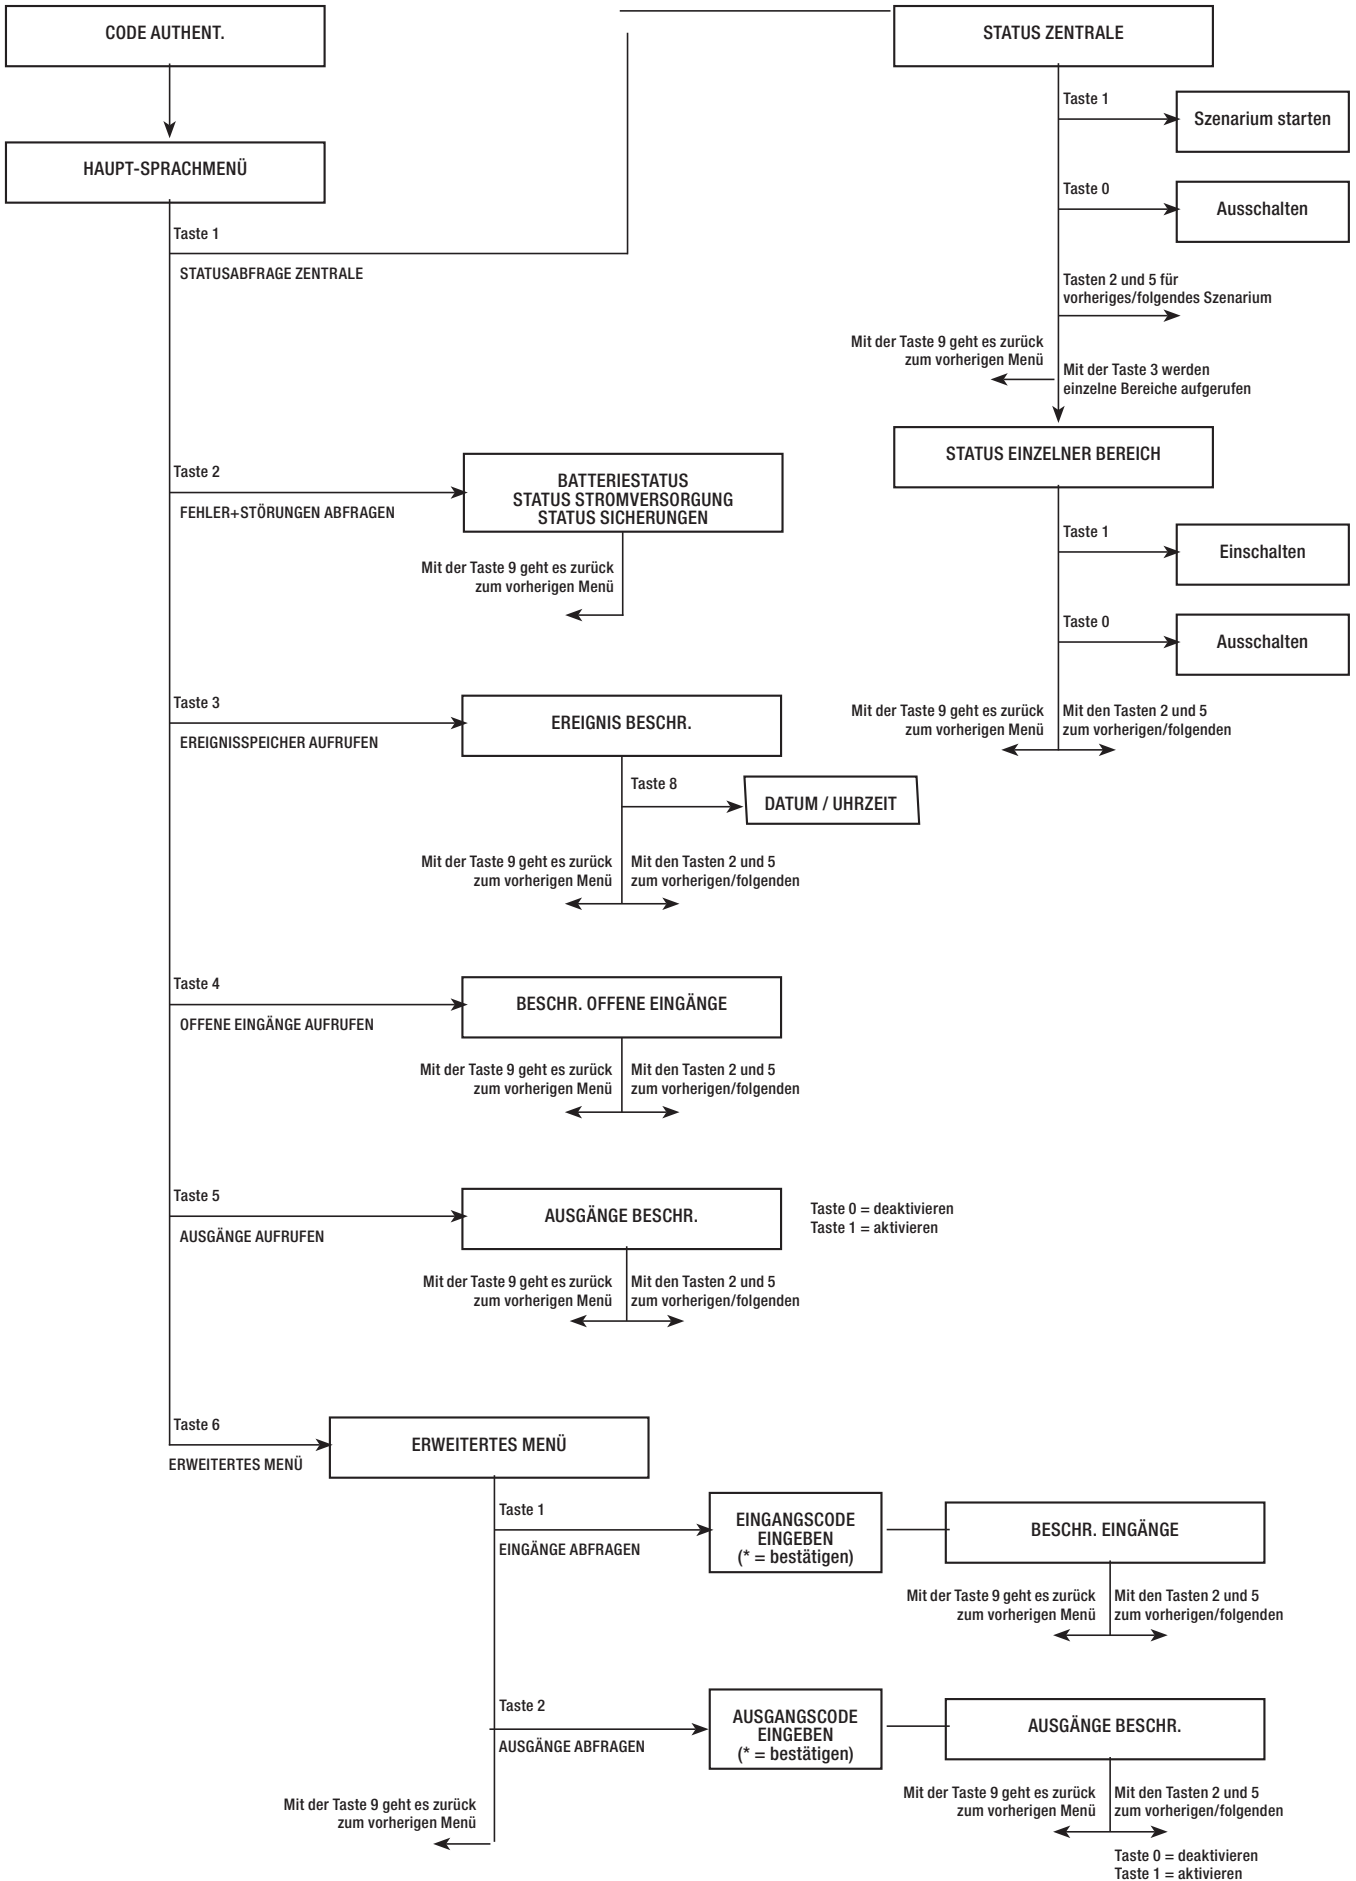 CODE AUTHENT.
HAUPT-SPRACHMENÜ
Taste 1
STATUSABFRAGE ZENTRALE
STATUS ZENTRALE
Taste 1
Szenarium starten
Taste 0
Ausschalten
Tasten 2 und 5 für
vorheriges/folgendes Szenarium
Mit der Taste 9 geht es zurück
zum vorherigen Menü
Mit der Taste 3 werden
einzelne Bereiche aufgerufen
STATUS EINZELNER BEREICH
Taste 1
Einschalten
Taste 0
Ausschalten
Mit der Taste 9 geht es zurück
zum vorherigen Menü
Mit den Tasten 2 und 5
zum vorherigen/folgenden
Taste 2
FEHLER+STÖRUNGEN ABFRAGEN
BATTERIESTATUS
STATUS STROMVERSORGUNG
STATUS SICHERUNGEN
Mit der Taste 9 geht es zurück
zum vorherigen Menü
Taste 3
EREIGNISSPEICHER AUFRUFEN
EREIGNIS BESCHR.
Taste 8
DATUM / UHRZEIT
Mit der Taste 9 geht es zurück
zum vorherigen Menü
Mit den Tasten 2 und 5
zum vorherigen/folgenden
Taste 4
OFFENE EINGÄNGE AUFRUFEN
BESCHR. OFFENE EINGÄNGE
Mit der Taste 9 geht es zurück
zum vorherigen Menü
Mit den Tasten 2 und 5
zum vorherigen/folgenden
Taste 5
AUSGÄNGE AUFRUFEN
AUSGÄNGE BESCHR.
Taste 0 = deaktivieren
Taste 1 = aktivieren
Mit der Taste 9 geht es zurück
zum vorherigen Menü
Mit den Tasten 2 und 5
zum vorherigen/folgenden
Taste 6
ERWEITERTES MENÜ
ERWEITERTES MENÜ
Taste 1
EINGÄNGE ABFRAGEN
EINGANGSCODE
EINGEBEN
(* = bestätigen)
BESCHR. EINGÄNGE
Mit der Taste 9 geht es zurück
zum vorherigen Menü
Mit den Tasten 2 und 5
zum vorherigen/folgenden
Taste 2
AUSGÄNGE ABFRAGEN
AUSGANGSCODE
EINGEBEN
(* = bestätigen)
AUSGÄNGE BESCHR.
Mit der Taste 9 geht es zurück
zum vorherigen Menü
Mit den Tasten 2 und 5
zum vorherigen/folgenden
Taste 0 = deaktivieren
Taste 1 = aktivieren
Mit der Taste 9 geht es zurück
zum vorherigen Menü